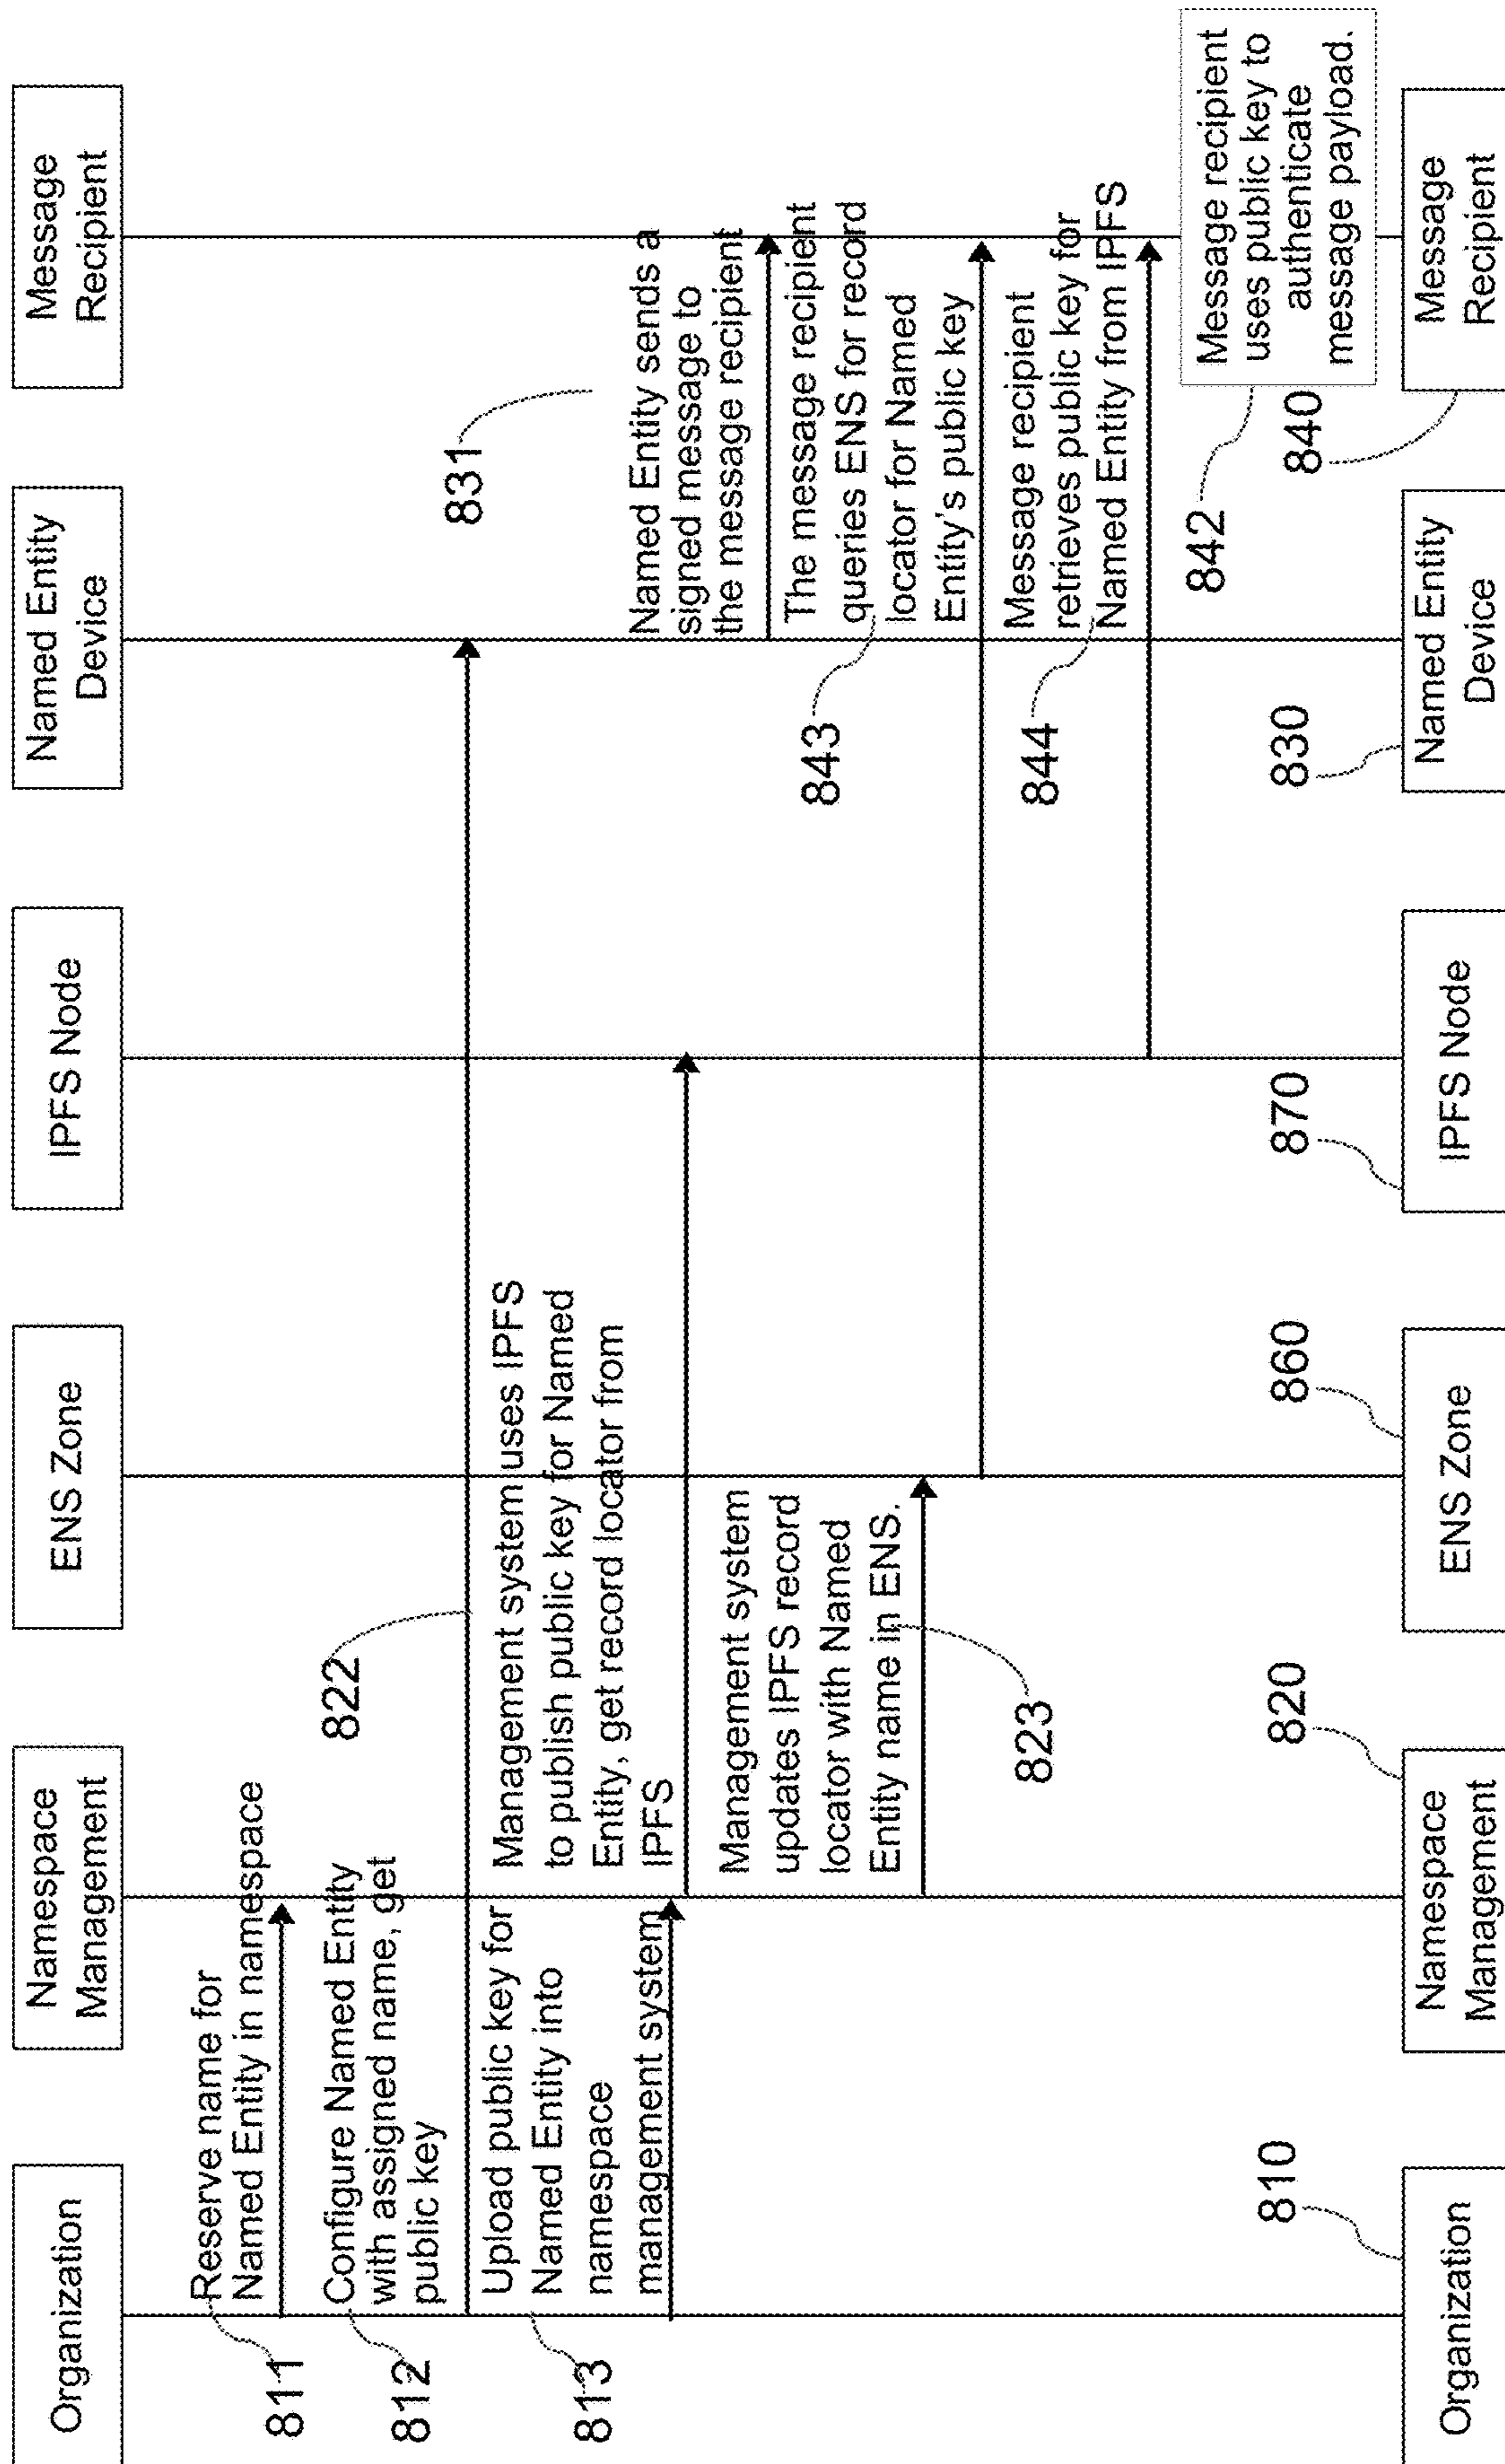 Organization
Namespace
Management
ENS Zone
IPFS Node
Named Entity
Device
Message
Recipient
811
Reserve name for
Named Entity in namespace
812
Configure Named Entity
with assigned name, get
public key
813
Upload public key for
Named Entity into
namespace
management system
822
Management system uses IPFS
to publish public key for Named
Entity, get record locator from
IPFS
Management system
updates IPFS record
locator with Named
Entity name in ENS.
823
831
Named Entity sends a
signed message to
the message recipient
The message recipient
queries ENS for record
locator for Named
Entity's public key
843
Message recipient
retrieves public key for
Named Entity from IPFS
844
Message recipient
uses public key to
authenticate
message payload.
842
810
820
860
870
830
840
Organization
Namespace
Management
ENS Zone
IPFS Node
Named Entity
Device
Message
Recipient